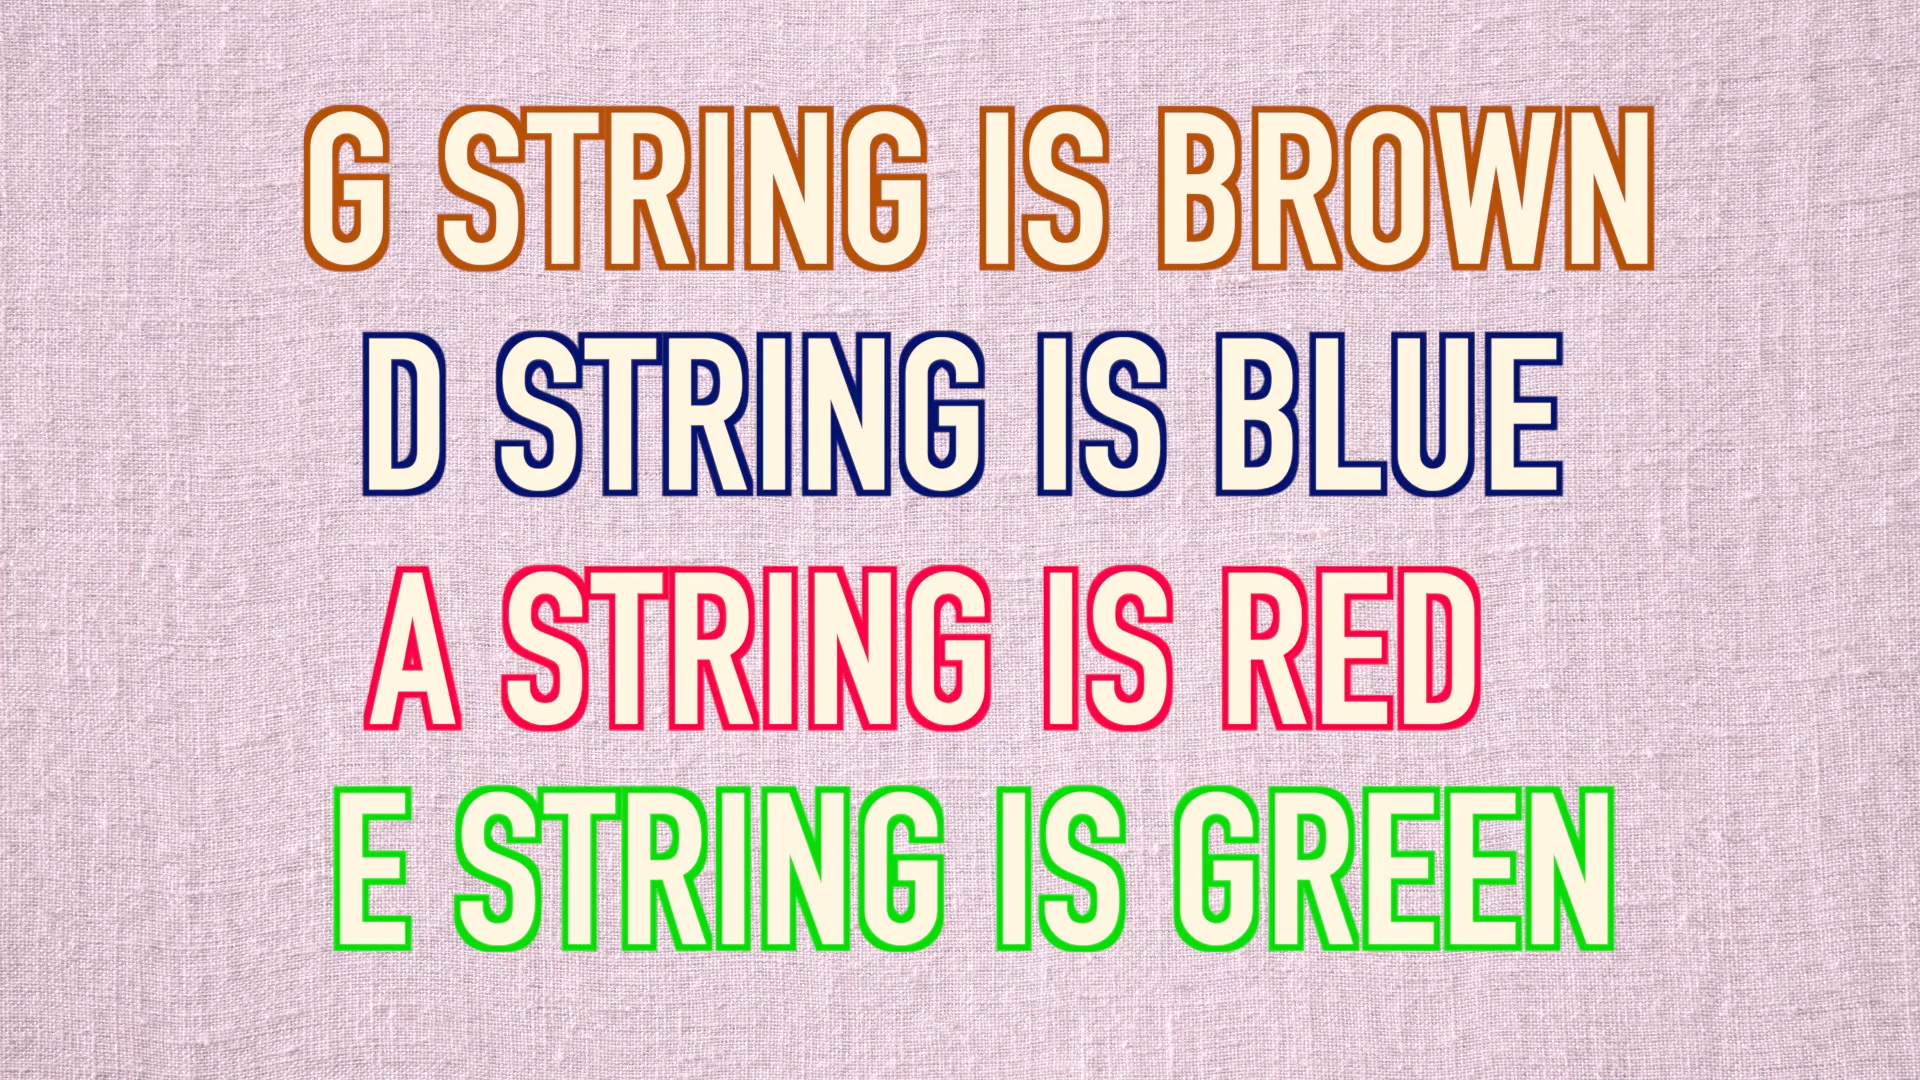 G STRING IS BROWN
D STRING IS BLUE
A STRING IS RED
E STRING IS GREEN